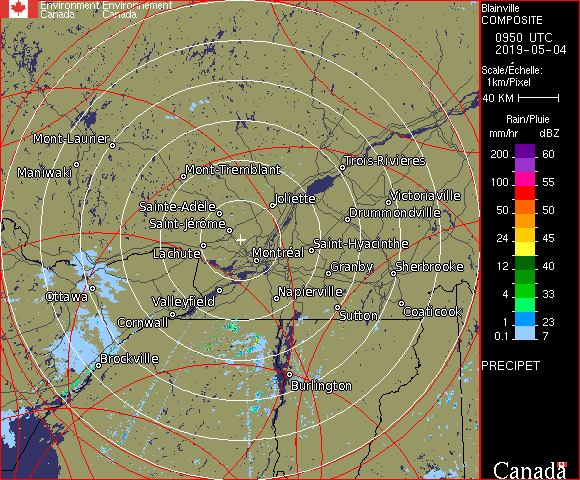 Environment Environnement
Canada Canada
Blainville
COMPOSITE
0950 UTC
2019-05-04
Scale/Échelle:
1km/Pixel
40 KM
Rain/Pluie
mm/hr dBZ
200 60
100 55
50 50
24 45
12 40
4 33
1 23
0.1 7
PRECIPET
Mont-Laurier
Maniwaki
Mont-Tremblant
Trois-Rivières
Sainte-Adèle
Joliette
Victoriaville
Saint-Jérôme
Drummondville
Lachute
Montréal
Saint-Hyacinthe
Granby
Sherbrooke
Ottawa
Valleyfield
Napierville
Cornwall
Sutton
Coaticook
Brockville
Burlington
Canada